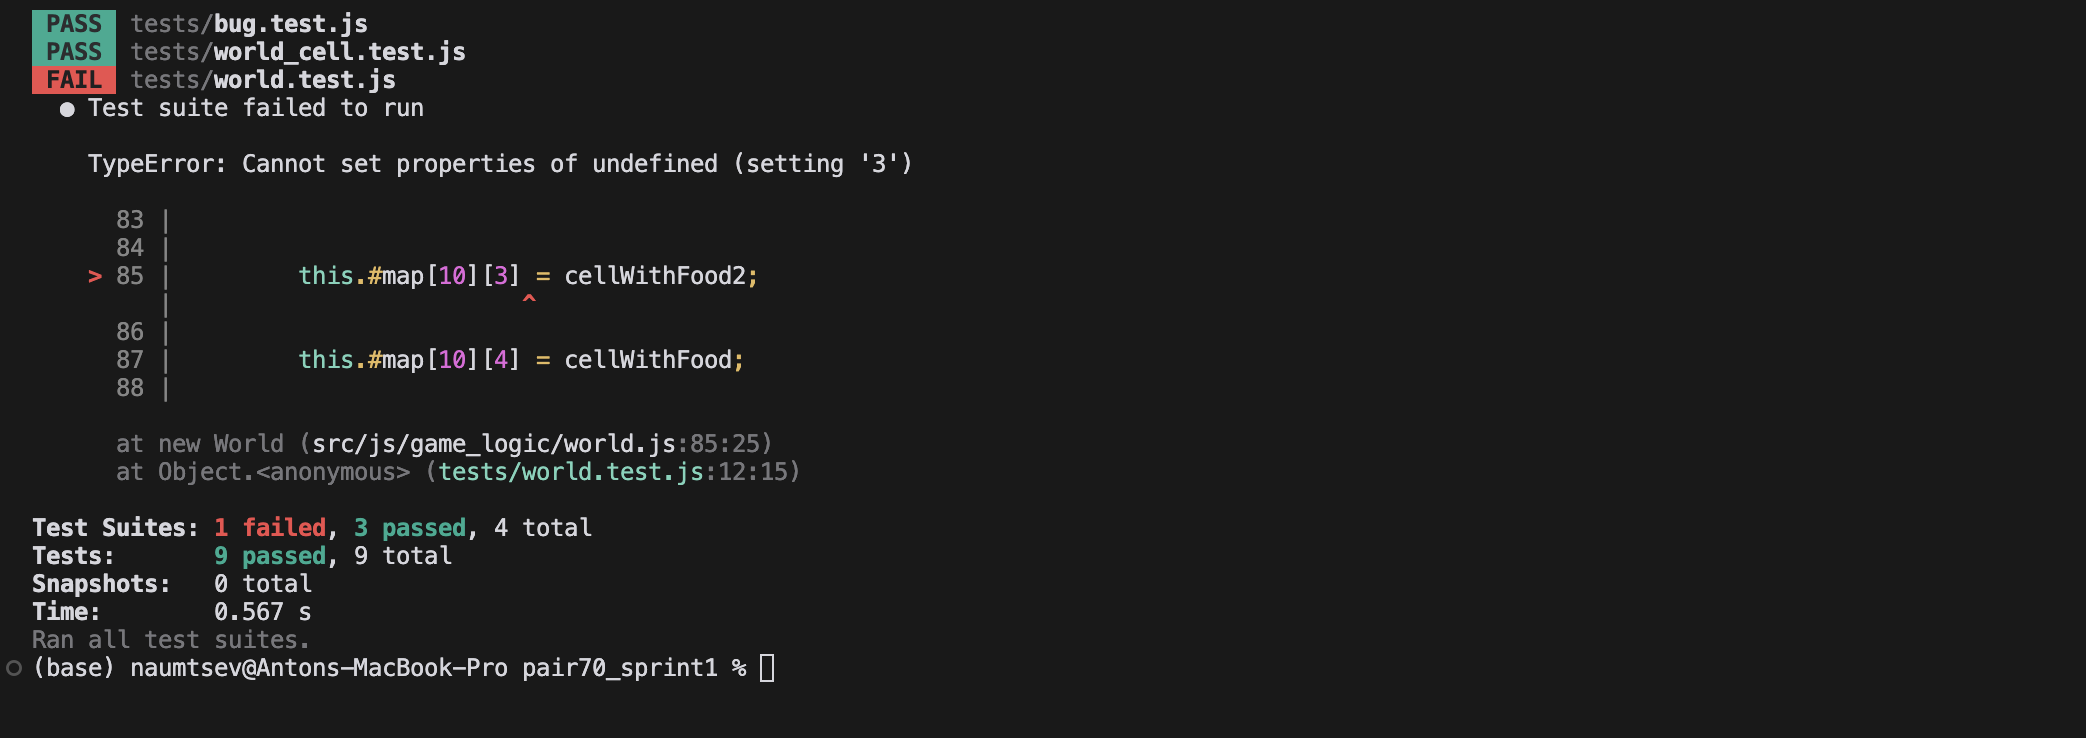 PASS tests/bug.test.js
PASS tests/world_cell.test.js
FAIL tests/world.test.js
● Test suite failed to run
TypeError: Cannot set properties of undefined (setting '3')
83 |
84 |
> 85 | this.#map[10][3] = cellWithFood2;
| ^
86 |
87 | this.#map[10][4] = cellWithFood;
88 |
at new World (src/js/game_logic/world.js:85:25)
at Object.<anonymous> (tests/world.test.js:12:15)
Test Suites: 1 failed, 3 passed, 4 total
Tests: 9 passed, 9 total
Snapshots: 0 total
Time: 0.567 s
Ran all test suites.
(base) naumtsev@Antons-MacBook-Pro pair70_sprint1 %